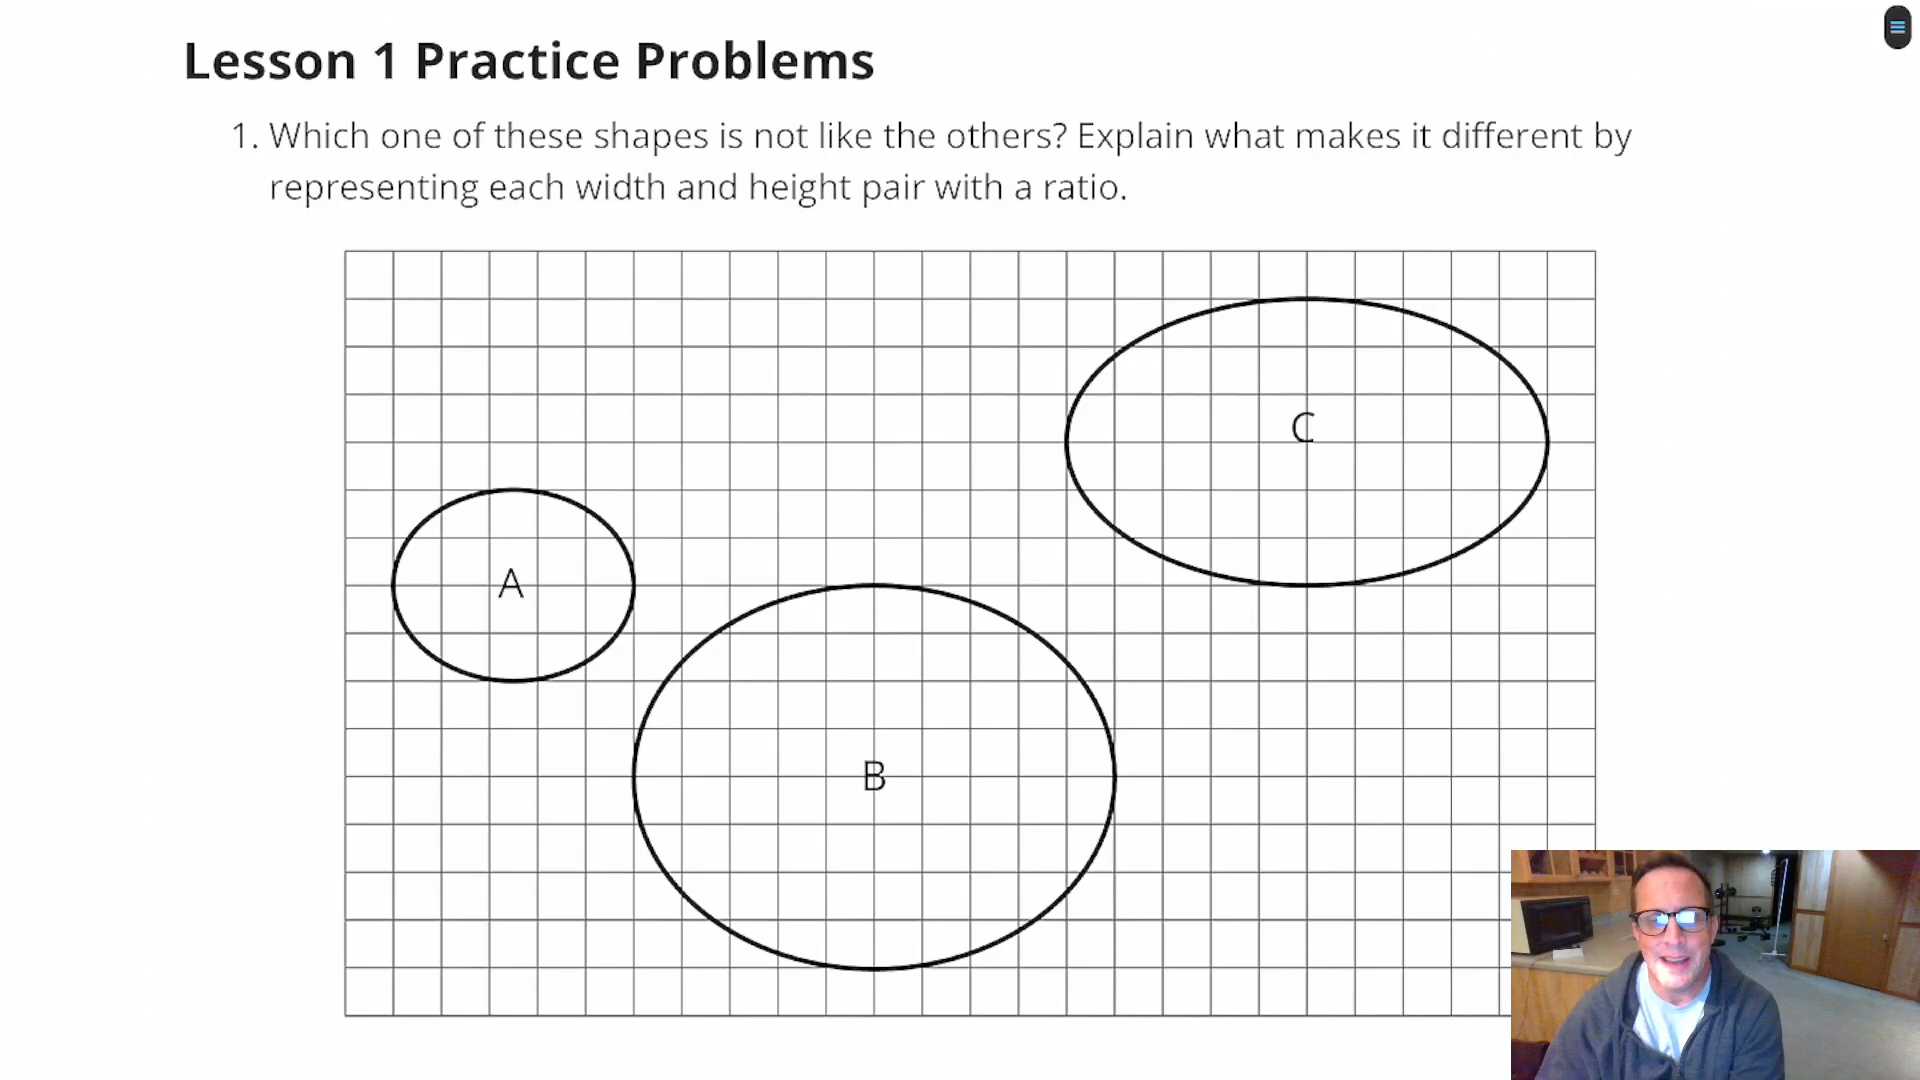 Lesson 1 Practice Problems
1. Which one of these shapes is not like the others? Explain what makes it different by
representing each width and height pair with a ratio.
C
A
B